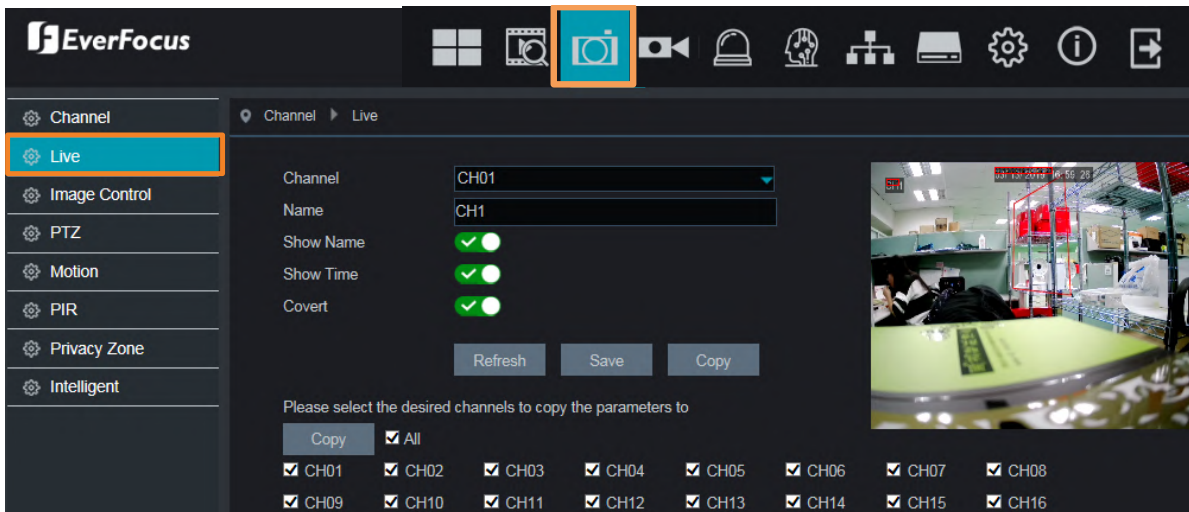 EverFocus
Channel
Live
Image Control
PTZ
Motion
PIR
Privacy Zone
Intelligent
Channel Live
Channel CH01
Name CH1
Show Name
Show Time
Covert
Refresh Save Copy
Please select the desired channels to copy the parameters to
Copy All
CH01 CH02 CH03 CH04 CH05 CH06 CH07 CH08
CH09 CH10 CH11 CH12 CH13 CH14 CH15 CH16
CH1